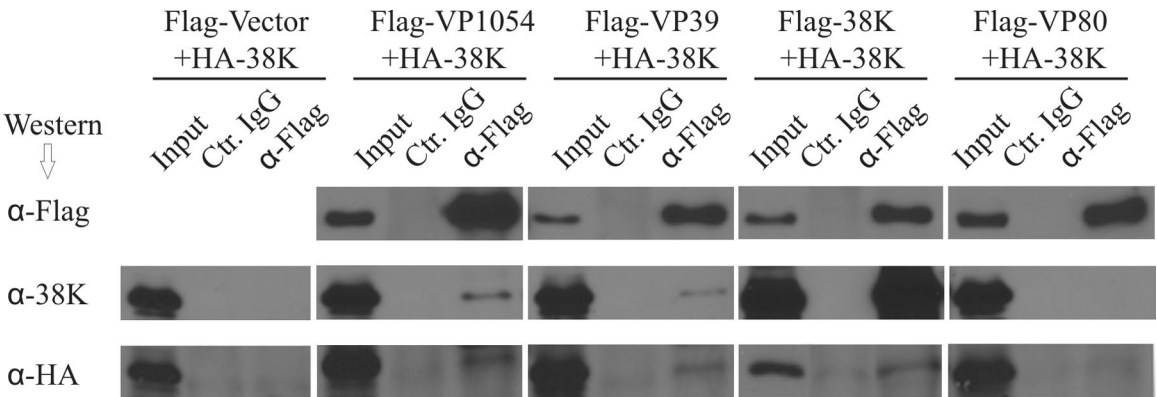 Flag-Vector
+HA-38K
Flag-VP1054
+HA-38K
Flag-VP39
+HA-38K
Flag-38K
+HA-38K
Flag-VP80
+HA-38K
Western
Input
Ctr. IgG
α-Flag
Input
Ctr. IgG
α-Flag
Input
Ctr. IgG
α-Flag
Input
Ctr. IgG
α-Flag
Input
Ctr. IgG
α-Flag
α-Flag
α-38K
α-HA